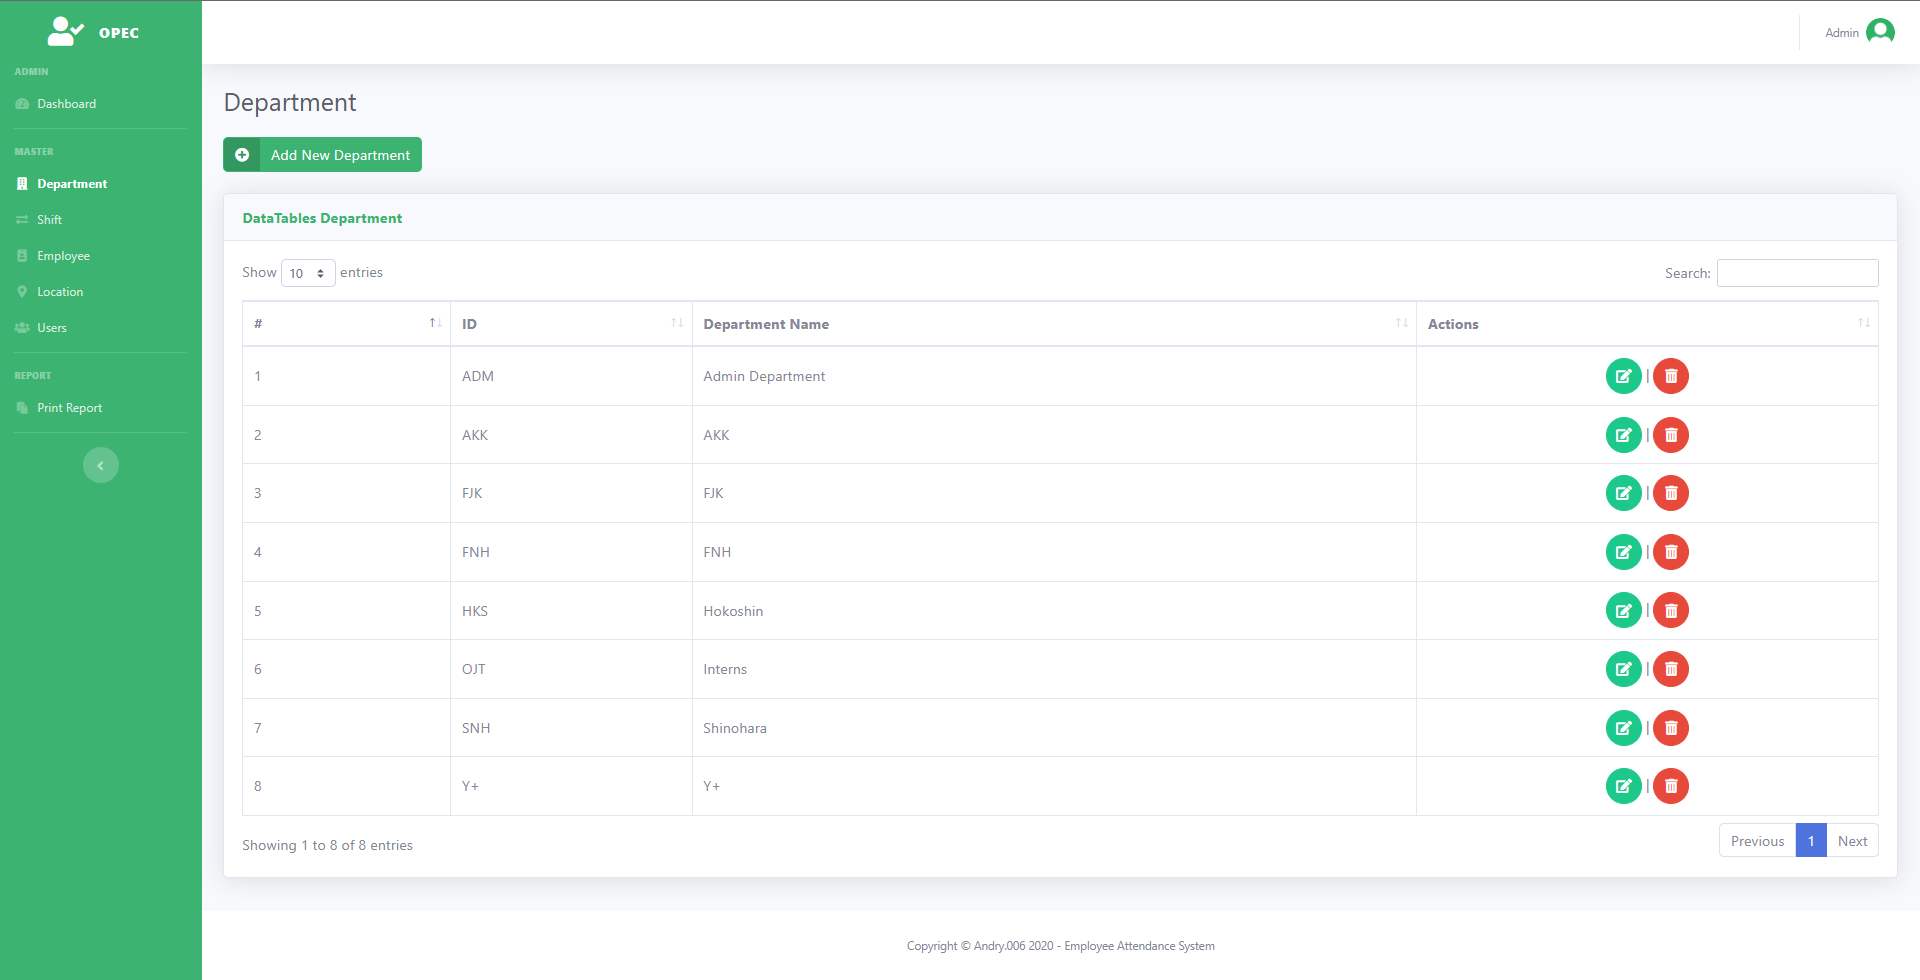 OPEC
Admin
ADMIN
Dashboard
MASTER
Department
Shift
Employee
Location
Users
REPORT
Print Report
Department
Add New Department
DataTables Department
Show 10 entries
Search:
# ID Department Name Actions
1 ADM Admin Department |
2 AKK AKK |
3 FJK FJK |
4 FNH FNH |
5 HKS Hokoshin |
6 OJT Interns |
7 SNH Shinohara |
8 Y+ Y+ |
Showing 1 to 8 of 8 entries
Previous 1 Next
Copyright © Andry.006 2020 - Employee Attendance System